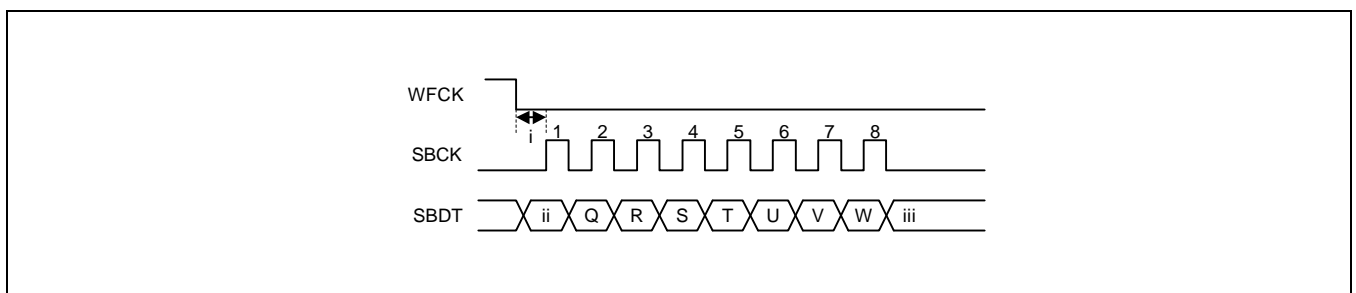 WFCK
i
1 2 3 4 5 6 7 8
SBCK
SBDT ii Q R S T U V W iii